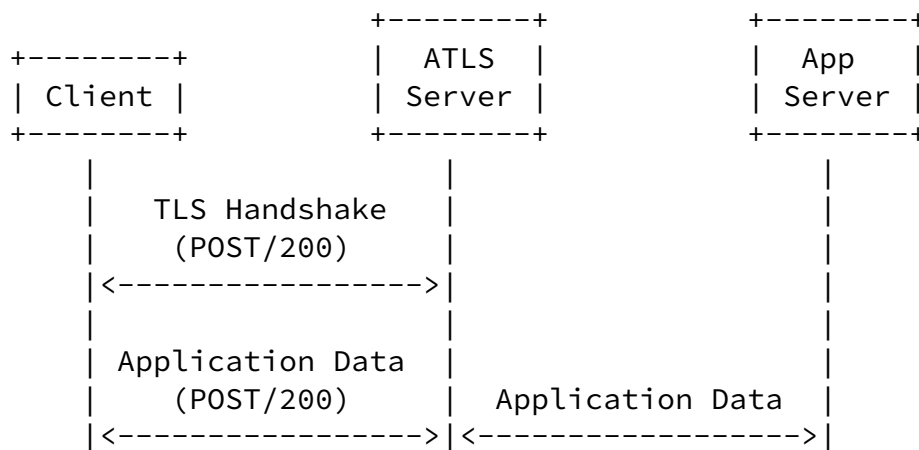 ATLS App
Client Server Server
TLS Handshake
(POST/200)
Application Data
(POST/200) Application Data